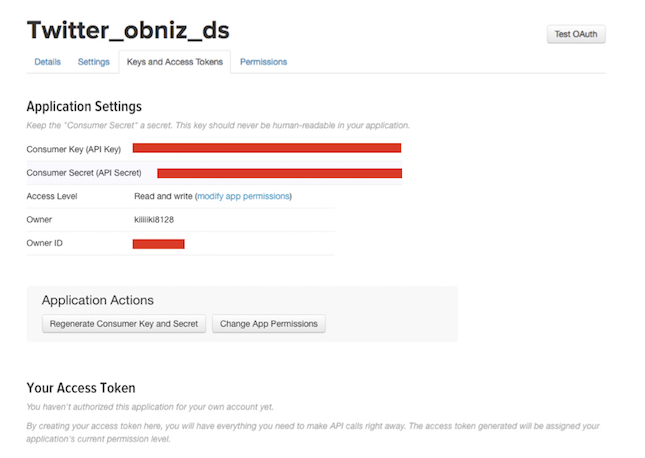 Twitter_obniz_ds
Test OAuth
Details Settings Keys and Access Tokens Permissions
Application Settings
Keep the "Consumer Secret" a secret. This key should never be human-readable in your application.
Consumer Key (API Key)
Consumer Secret (API Secret)
Access Level Read and write (modify app permissions)
Owner kiiiliki8128
Owner ID
Application Actions
Regenerate Consumer Key and Secret Change App Permissions
Your Access Token
You haven't authorized this application for your own account yet.
By creating your access token here, you will have everything you need to make API calls right away. The access token generated will be assigned your
application's current permission level.